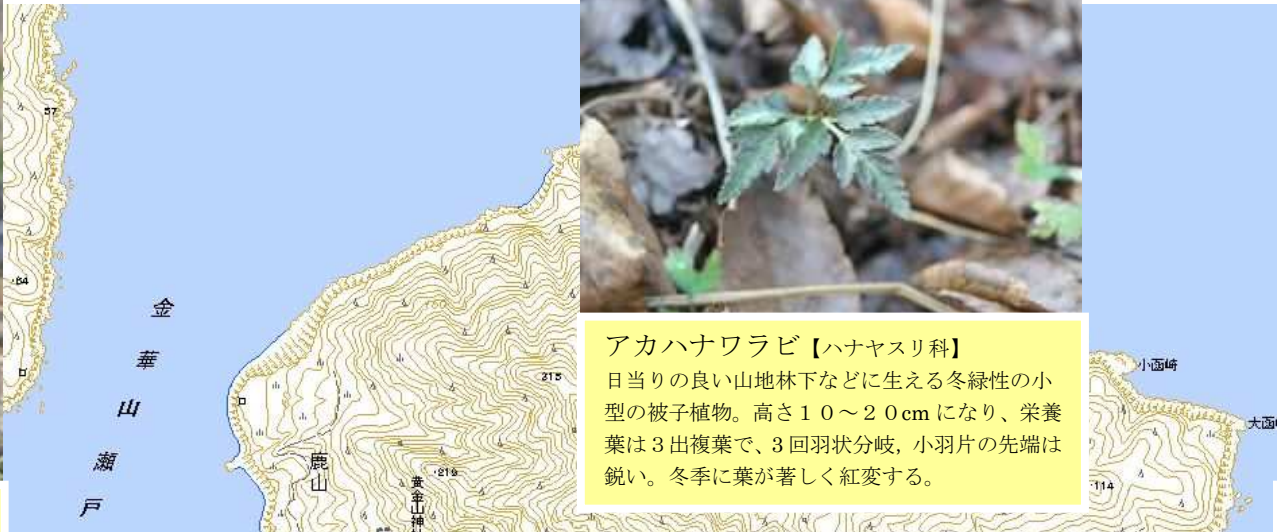 57
・64
金華山瀬戸
鹿山
・219
黄金山神
215
アカハナワラビ【ハナヤスリ科】
日当りの良い山地林下などに生える冬緑性の小
型の被子植物。高さ10~20cm になり、栄養
葉は3出複葉で、3回羽状分岐,小羽片の先端は
鋭い。冬季に葉が著しく紅変する。
小函崎
大函崎
・114